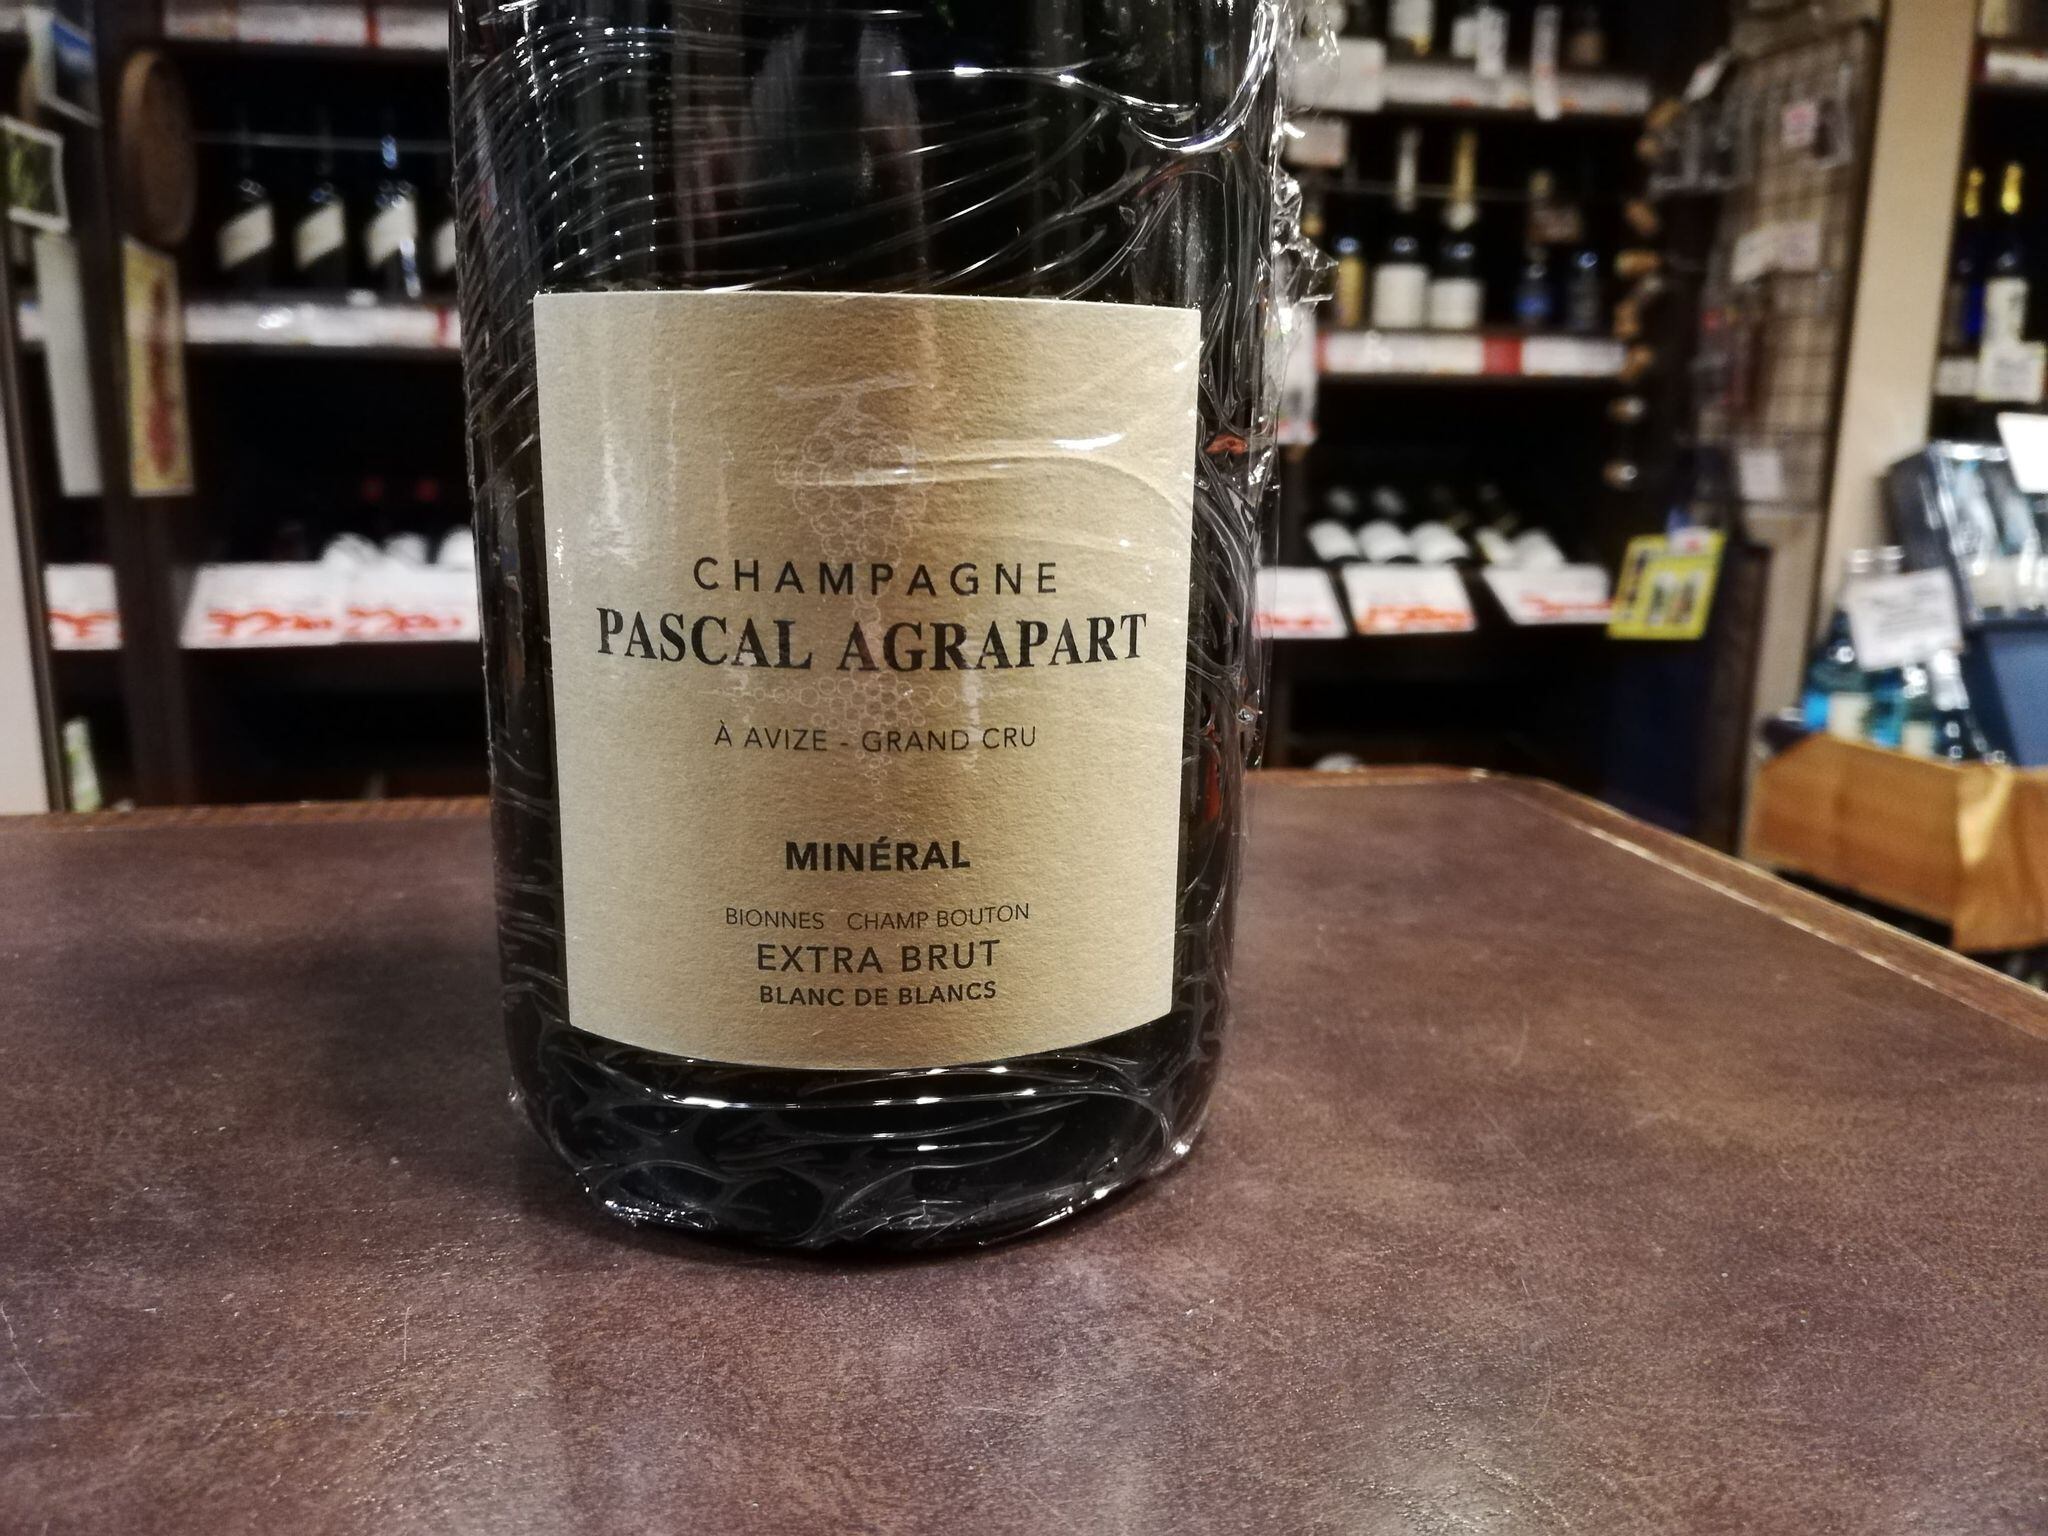 CHAMPAGNE
PASCAL AGRAPART
À AVIZE - GRAND CRU
MINÉRAL
BIONNES CHAMP BOUTON
EXTRA BRUT
BLANC DE BLANCS